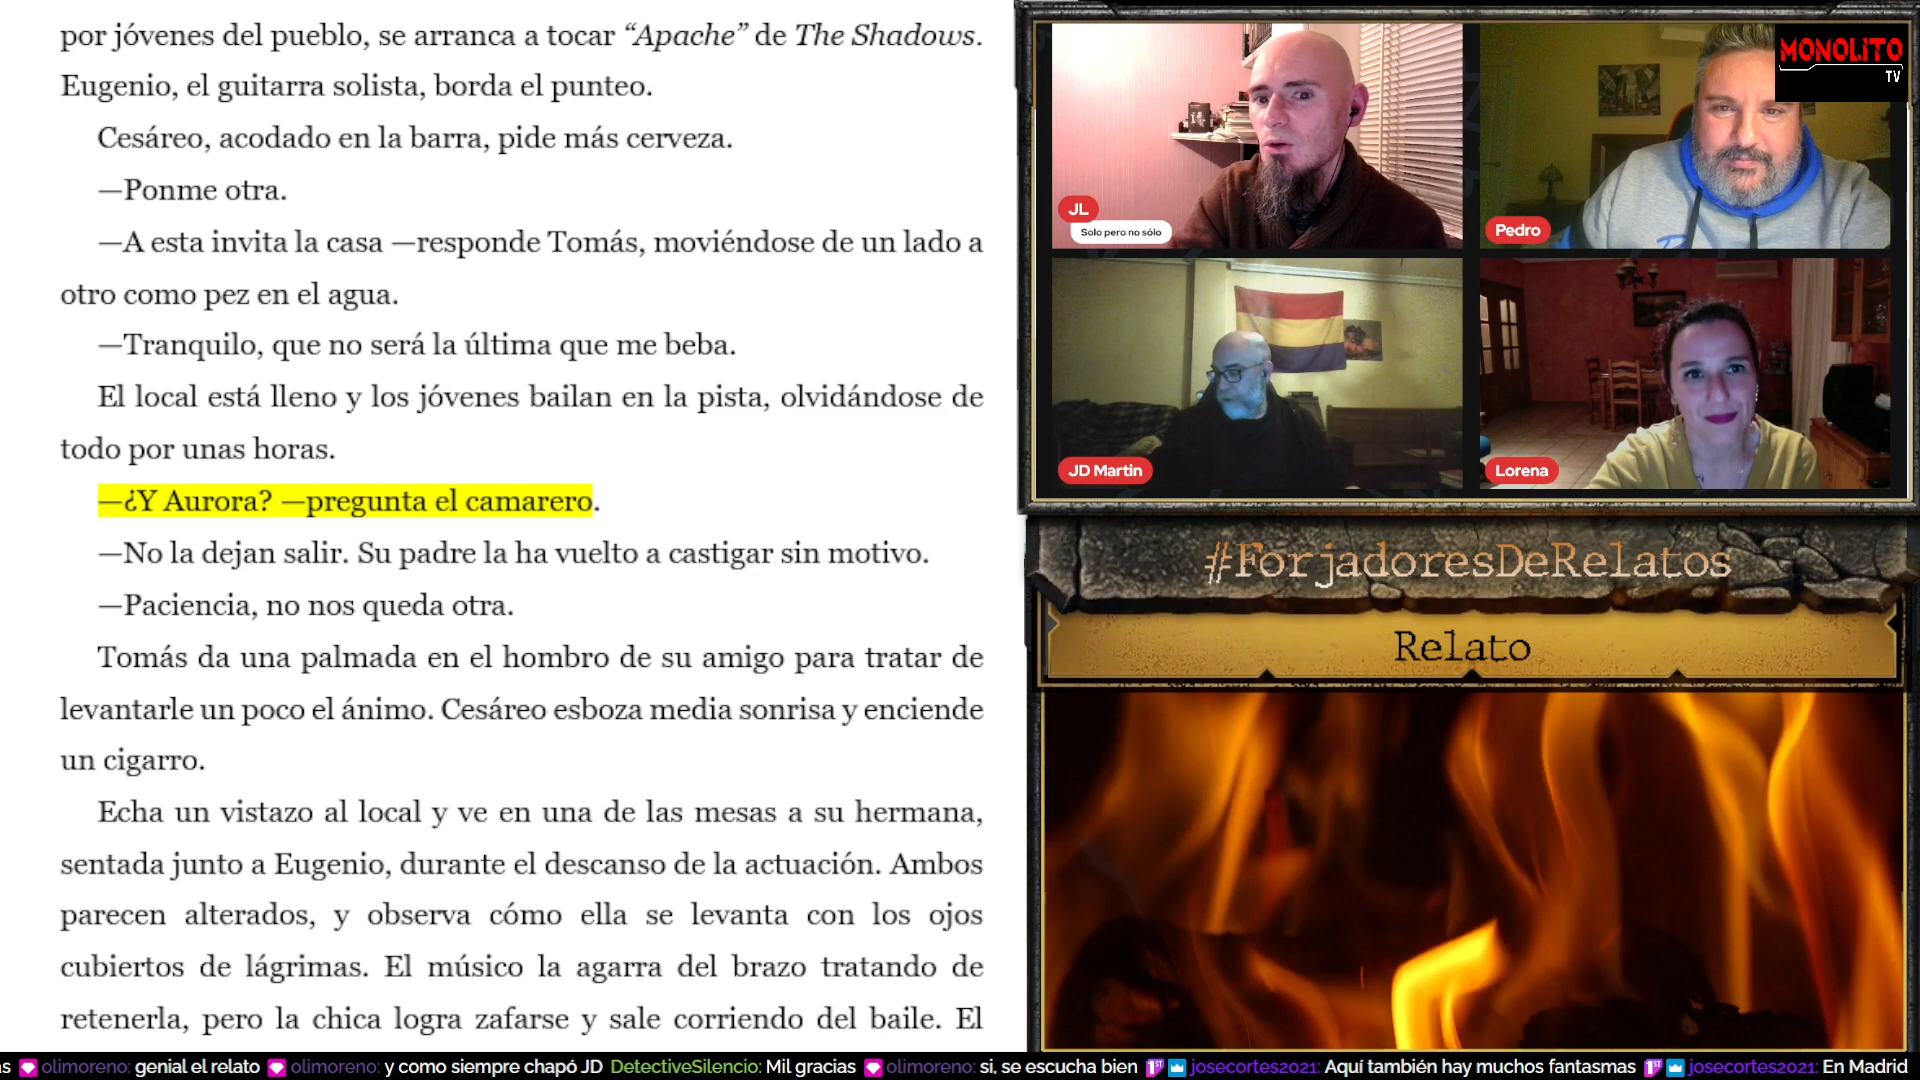 por jóvenes del pueblo, se arranca a tocar “Apache” de The Shadows.
Eugenio, el guitarra solista, borda el punteo.
Cesáreo, acodado en la barra, pide más cerveza.
—Ponme otra.
—A esta invita la casa —responde Tomás, moviéndose de un lado a
otro como pez en el agua.
—Tranquilo, que no será la última que me beba.
El local está lleno y los jóvenes bailan en la pista, olvidándose de
todo por unas horas.
—¿Y Aurora? —pregunta el camarero.
—No la dejan salir. Su padre la ha vuelto a castigar sin motivo.
—Paciencia, no nos queda otra.
Tomás da una palmada en el hombro de su amigo para tratar de
levantarle un poco el ánimo. Cesáreo esboza media sonrisa y enciende
un cigarro.
Echa un vistazo al local y ve en una de las mesas a su hermana,
sentada junto a Eugenio, durante el descanso de la actuación. Ambos
parecen alterados, y observa cómo ella se levanta con los ojos
cubiertos de lágrimas. El músico la agarra del brazo tratando de
retenerla, pero la chica logra zafarse y sale corriendo del baile. El
MONOLITO
TV
JL
Solo pero no sólo
Pedro
JD Martin
Lorena
#ForjadoresDeRelatos
Relato
s olimoreno: genial el relato olimoreno: y como siempre chapó JD DetectiveSilencio: Mil gracias olimoreno: si, se escucha bien 1ST josecortes2021: Aquí también hay muchos fantasmas 1ST josecortes2021: En Madrid